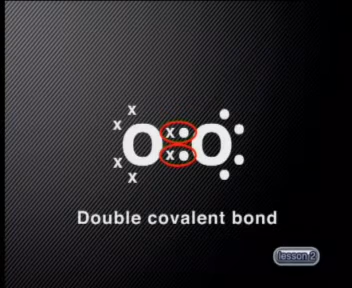 x
x
O x• O
x•
x
x
Double covalent bond
lesson 2